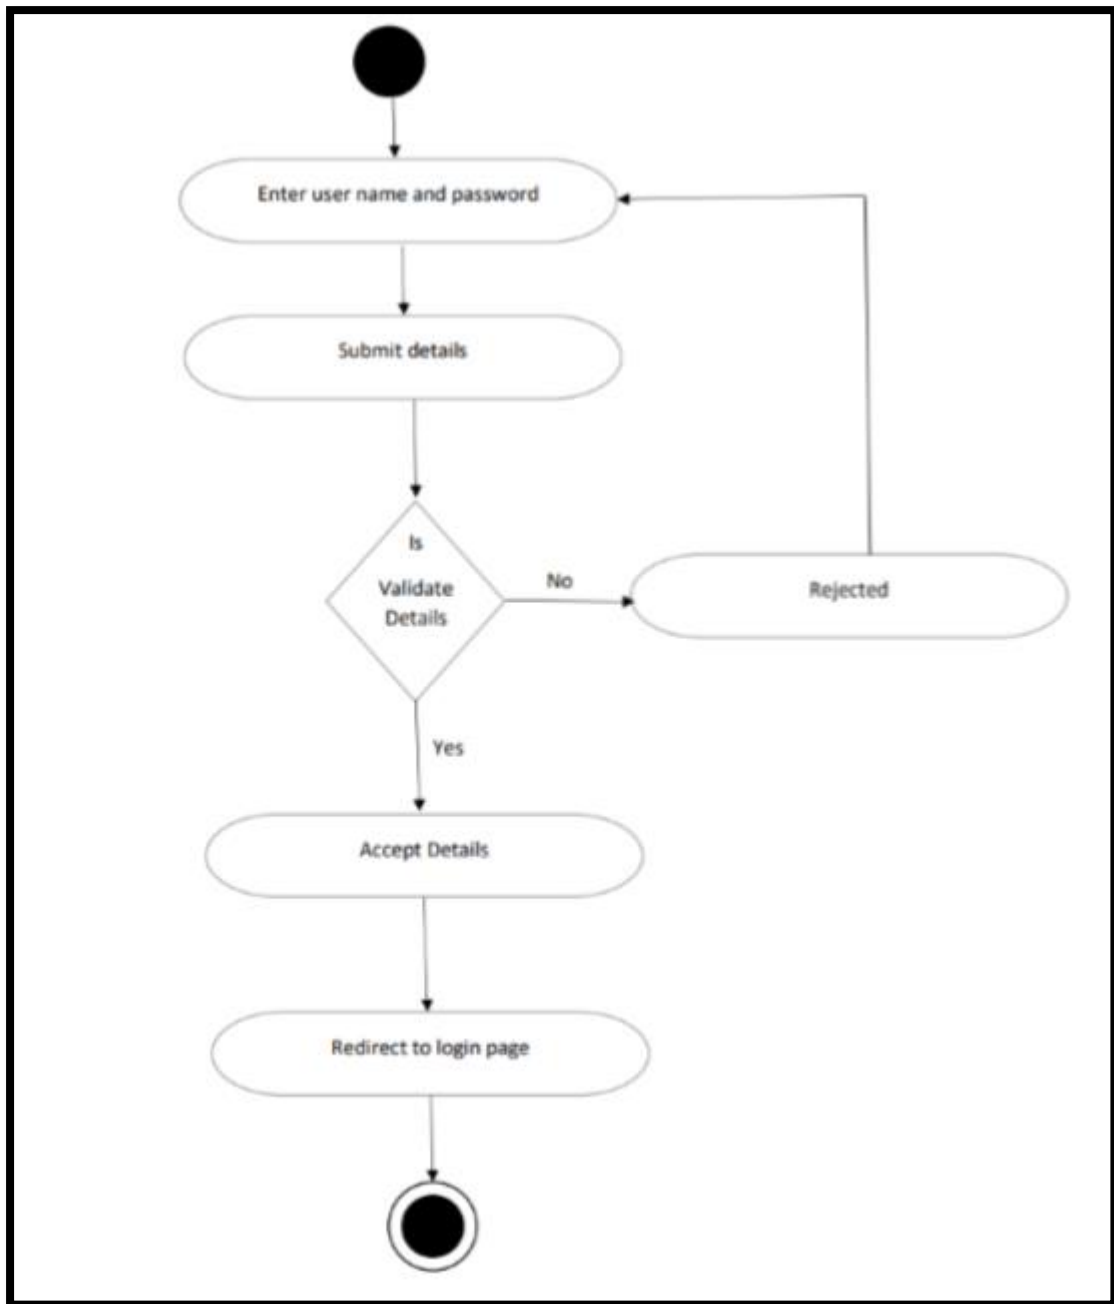 Enter user name and password
Submit details
Is
Validate
Details
No
Rejected
Yes
Accept Details
Redirect to login page